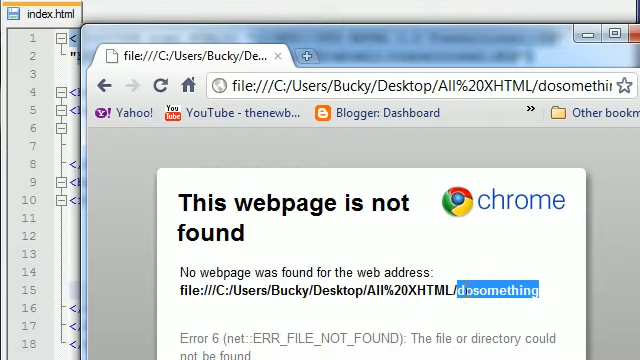 index.html
file:///C:/Users/Bucky/De...
file:///C:/Users/Bucky/Desktop/All%20XHTML/dosomethin
Yahoo!
YouTube - thenewb...
Blogger: Dashboard
»
Other bookm
1
2
4
5
6
7
8
9
10
11
12
13
14
15
16
17
18
This webpage is not
found
chrome
No webpage was found for the web address:
file:///C:/Users/Bucky/Desktop/All%20XHTML/dosomething
Error 6 (net::ERR_FILE_NOT_FOUND): The file or directory could
not be found